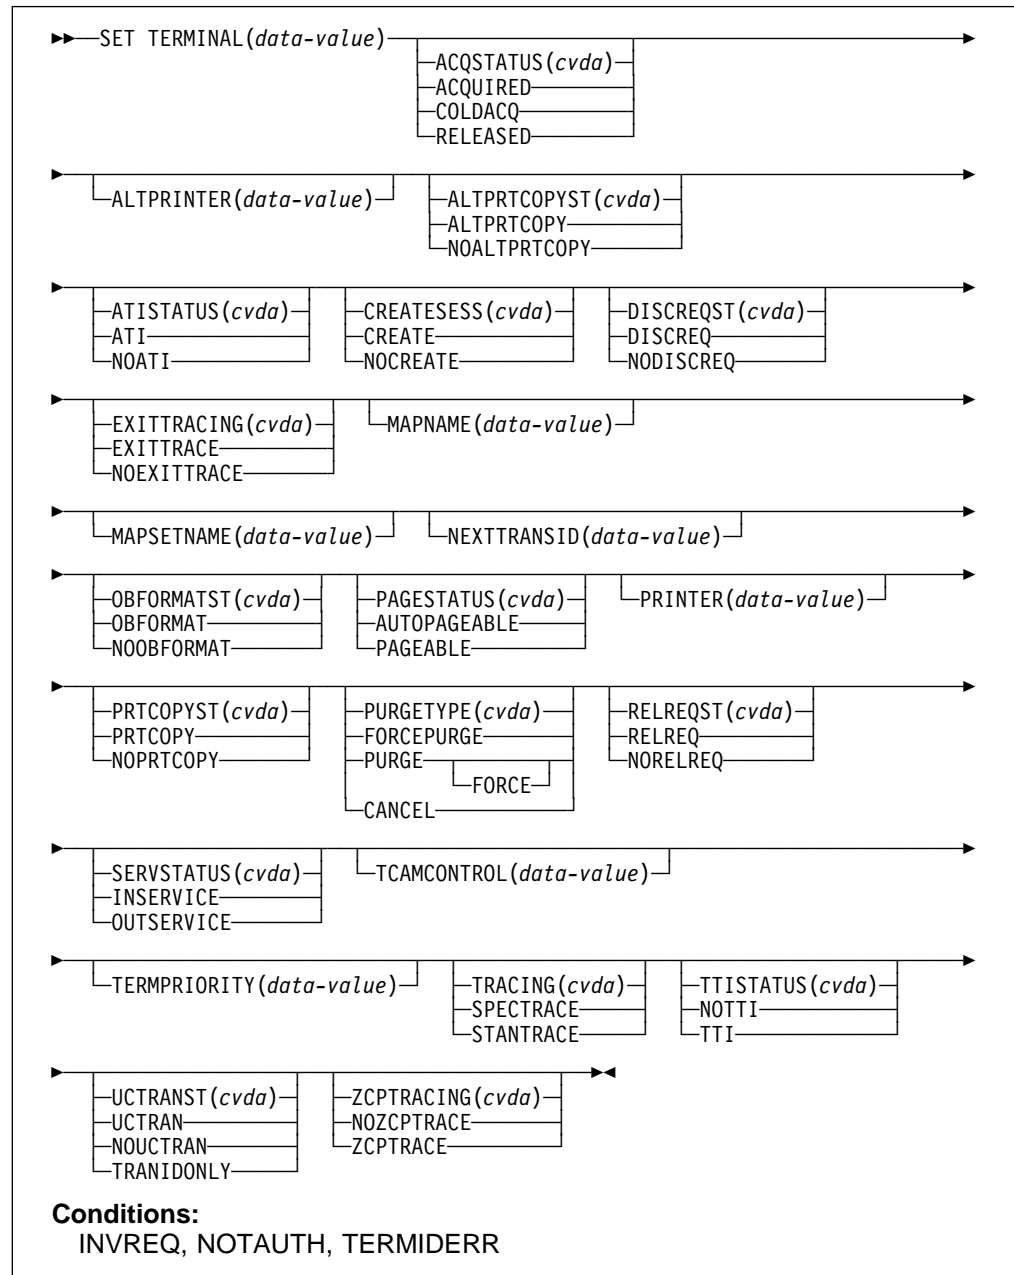 SET TERMINAL(data-value)
ACQSTATUS(cvda)
ACQUIRED
COLDACQ
RELEASED
ALTPRINTER(data-value)
ALTPRTCOPYST(cvda)
ALTPRTCOPY
NOALTPRTCOPY
ATISTATUS(cvda)
ATI
NOATI
CREATESESS(cvda)
CREATE
NOCREATE
DISCREQST(cvda)
DISCREQ
NODISCREQ
EXITTRACING(cvda)
EXITTRACE
NOEXITTRACE
MAPNAME(data-value)
MAPSETNAME(data-value)
NEXTTRANSID(data-value)
OBFORMATST(cvda)
OBFORMAT
NOOBFORMAT
PAGESTATUS(cvda)
AUTOPAGEABLE
PAGEABLE
PRINTER(data-value)
PRTCOPYST(cvda)
PRTCOPY
NOPRTCOPY
PURGETYPE(cvda)
FORCEPURGE
PURGE
FORCE
CANCEL
RELREQST(cvda)
RELREQ
NORELREQ
SERVSTATUS(cvda)
INSERVICE
OUTSERVICE
TCAMCONTROL(data-value)
TERMPRIORITY(data-value)
TRACING(cvda)
SPECTRACE
STANTRACE
TTISTATUS(cvda)
NOTTI
TTI
UCTRANST(cvda)
UCTRAN
NOUCTRAN
TRANIDONLY
ZCPTRACING(cvda)
NOZCPTRACE
ZCPTRACE
Conditions:
INVREQ, NOTAUTH, TERMIDERR